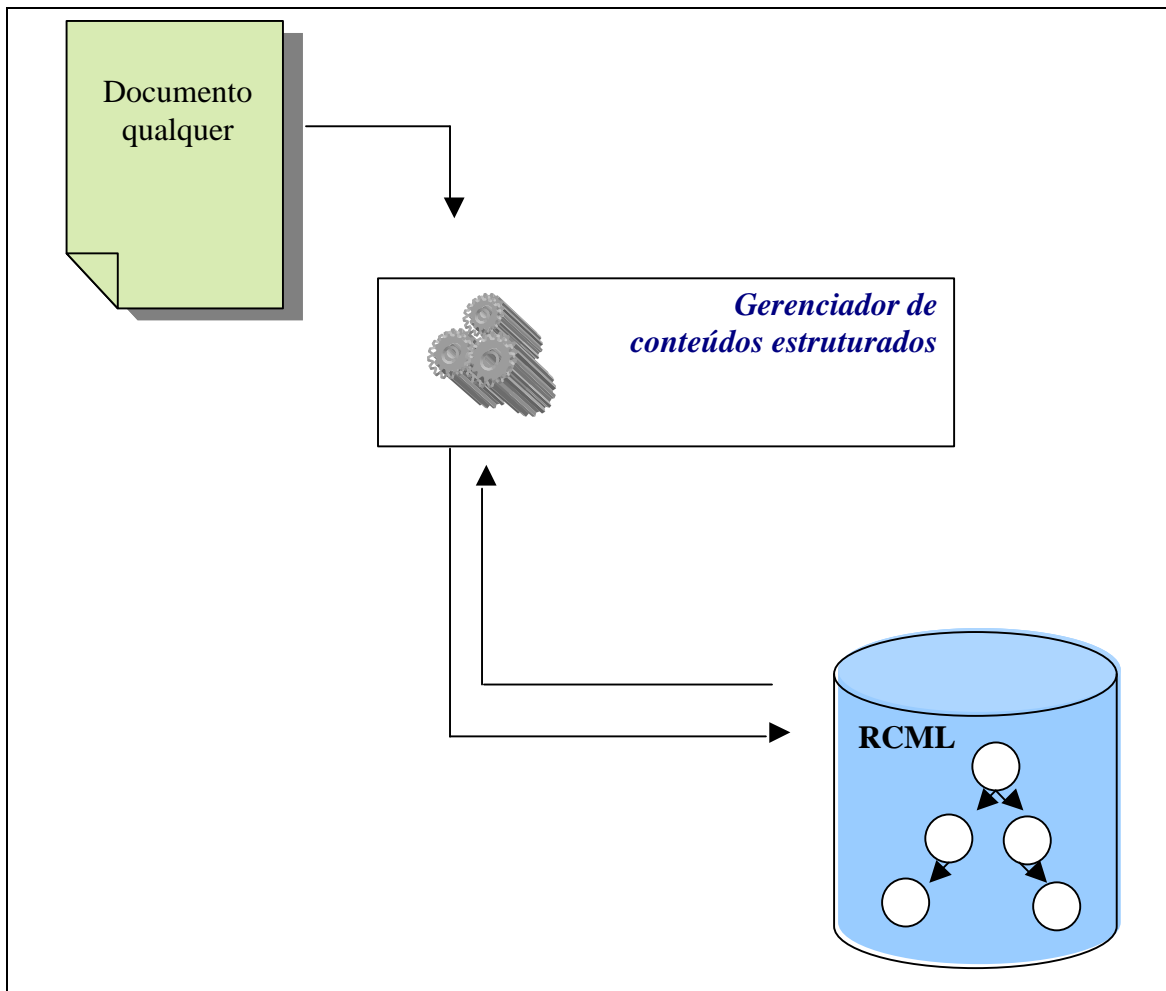 Documento
qualquer
Gerenciador de
conteúdos estruturados
RCML